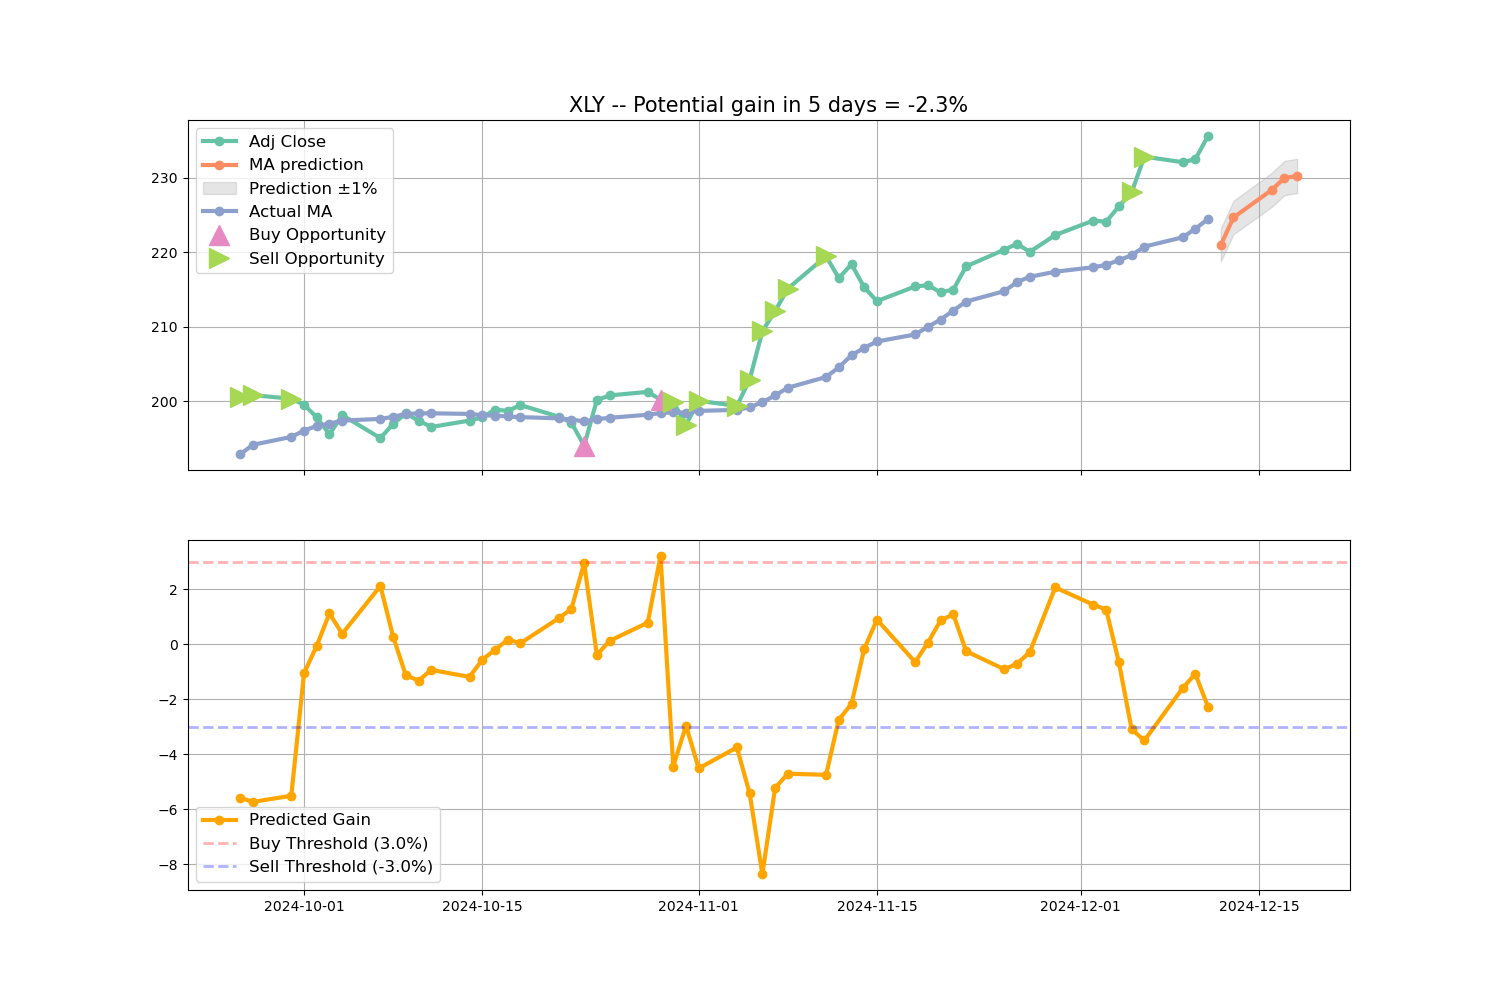 XLY -- Potential gain in 5 days = -2.3%
Adj Close
MA prediction
Prediction ±1%
Actual MA
Buy Opportunity
Sell Opportunity
230
220
210
200
2
0
−2
−4
−6
−8
Predicted Gain
Buy Threshold (3.0%)
Sell Threshold (-3.0%)
2024-10-01 2024-10-15 2024-11-01 2024-11-15 2024-12-01 2024-12-15